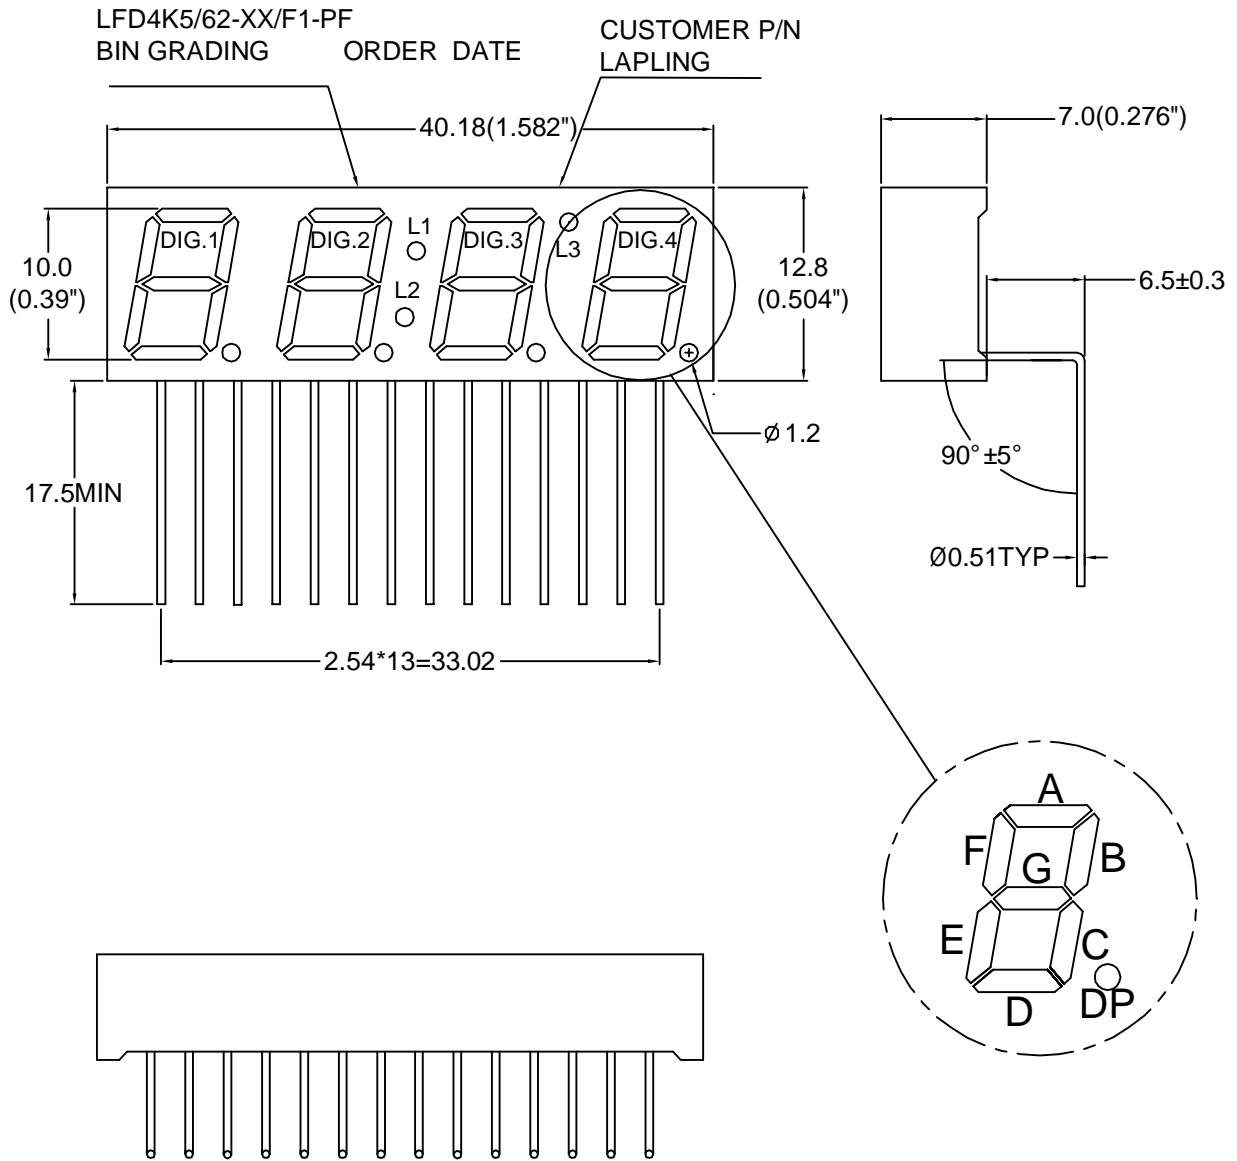 LFD4K5/62-XX/F1-PF
BIN GRADING ORDER DATE
CUSTOMER P/N
LAPLING
40.18(1.582")
7.0(0.276")
DIG.1
DIG.2
L1
DIG.3
L3
DIG.4
L2
10.0
(0.39")
12.8
(0.504")
6.5±0.3
Ø1.2
90°±5°
17.5MIN
Ø0.51TYP
2.54*13=33.02
A
F
B
G
E
C
D
DP